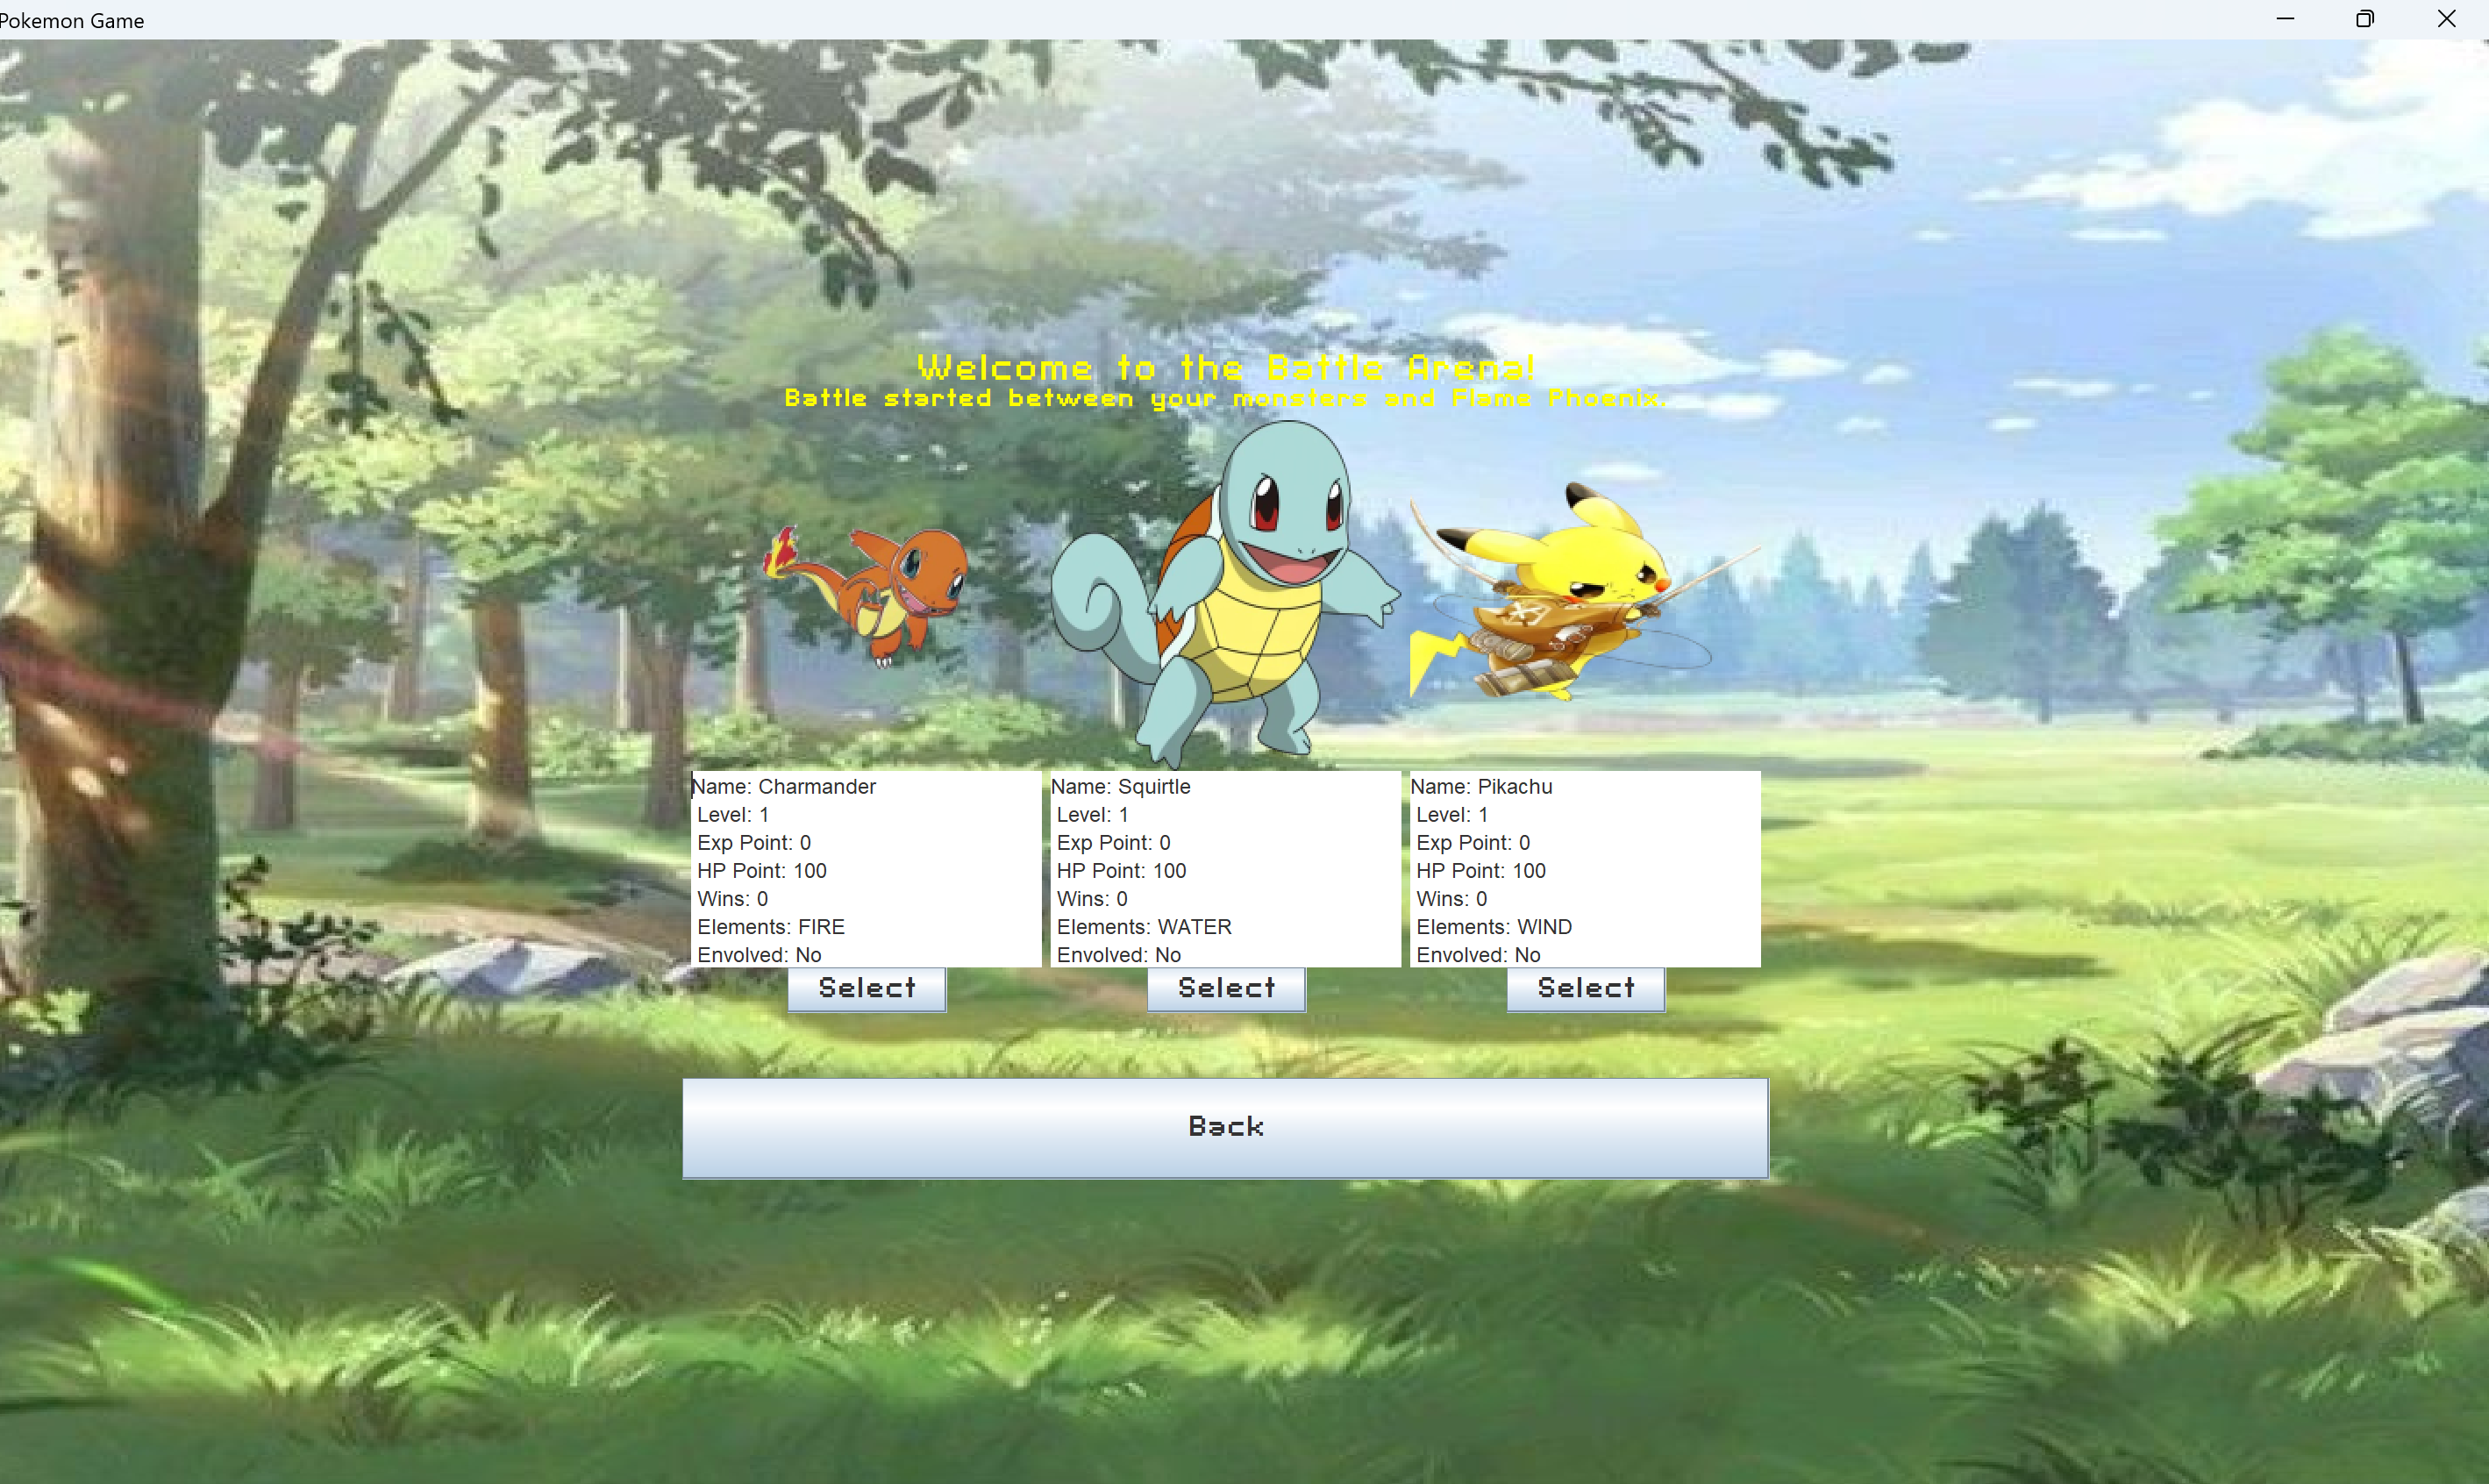 Pokemon Game
Welcome to the Battle Arena!
Battle started between your monsters and Flame Phoenix.
Name: Charmander
Level: 1
Exp Point: 0
HP Point: 100
Wins: 0
Elements: FIRE
Envolved: No
Select
Name: Squirtle
Level: 1
Exp Point: 0
HP Point: 100
Wins: 0
Elements: WATER
Envolved: No
Select
Name: Pikachu
Level: 1
Exp Point: 0
HP Point: 100
Wins: 0
Elements: WIND
Envolved: No
Select
Back